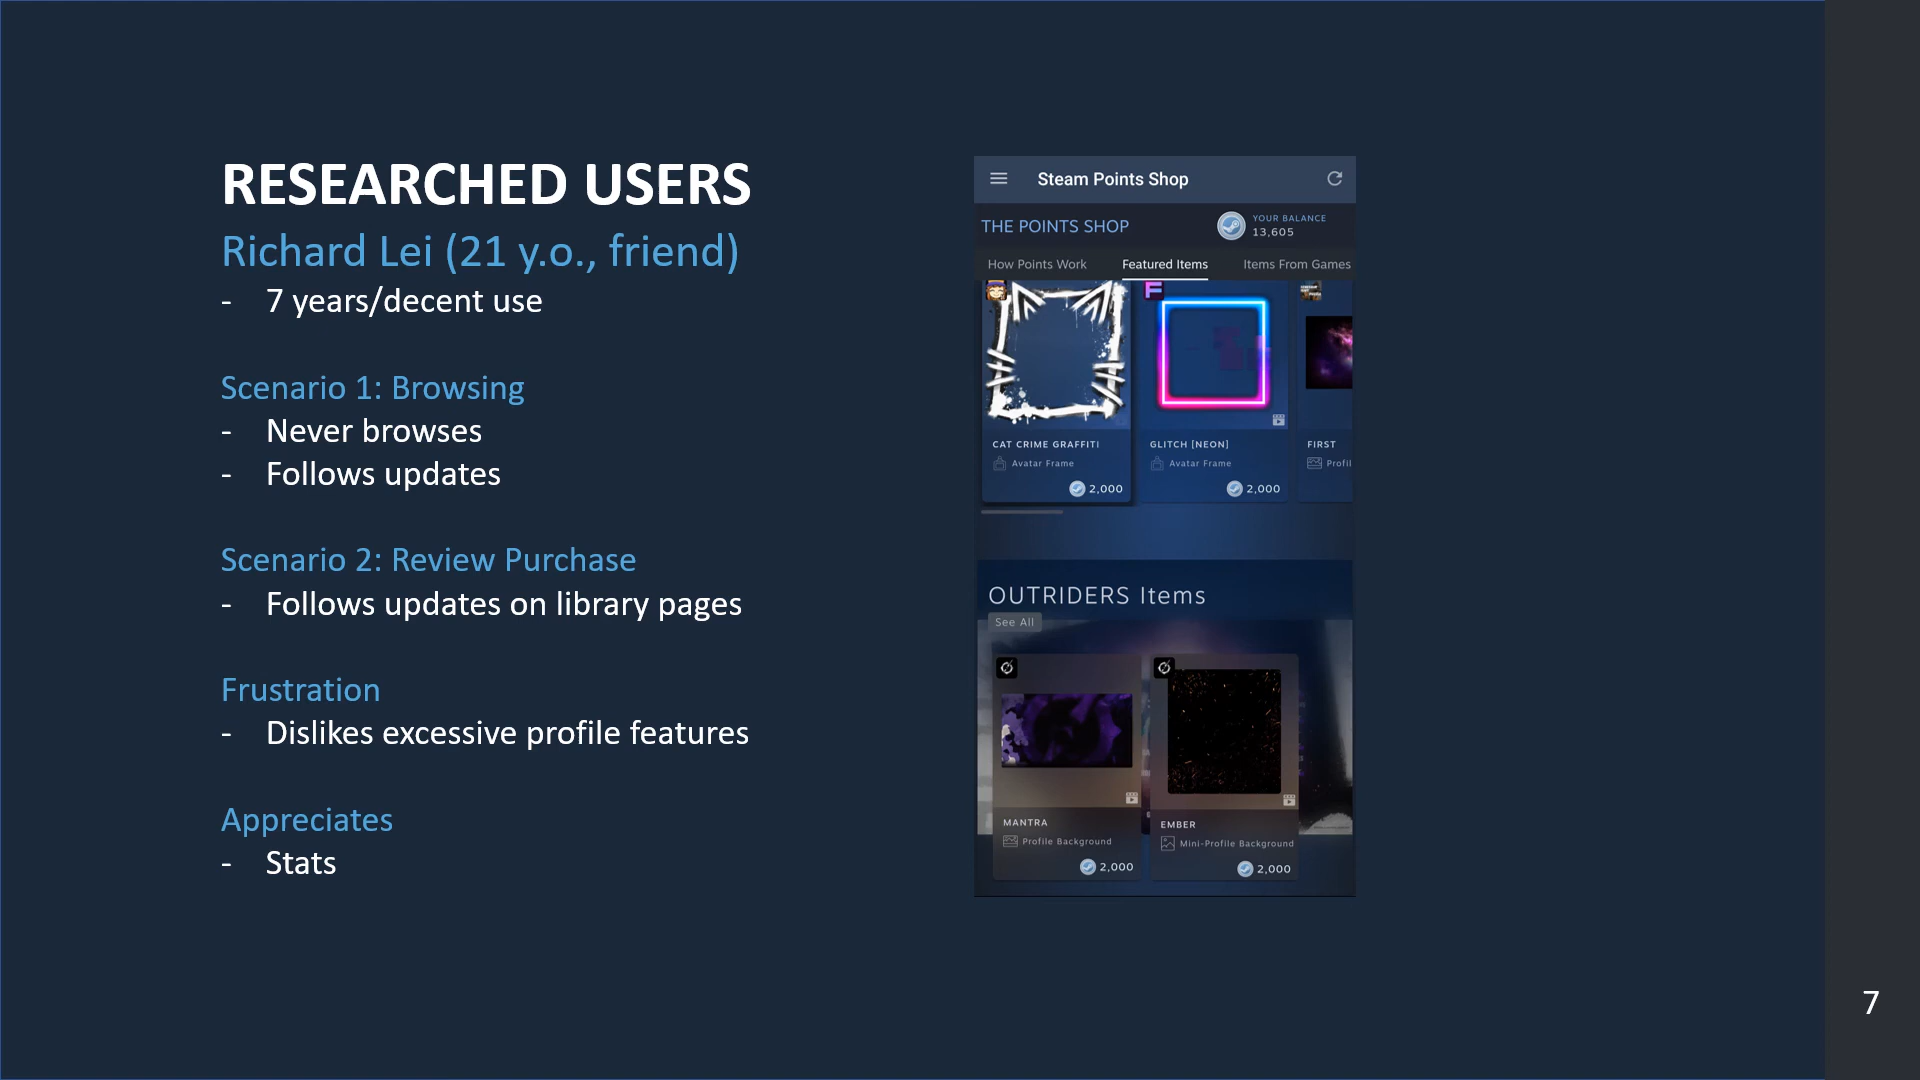 RESEARCHED USERS
Richard Lei (21 y.o., friend)
- 7 years/decent use
Scenario 1: Browsing
- Never browses
- Follows updates
Scenario 2: Review Purchase
- Follows updates on library pages
Frustration
- Dislikes excessive profile features
Appreciates
- Stats
Steam Points Shop
THE POINTS SHOP
YOUR BALANCE
13,605
How Points Work Featured Items Items From Games
F
CAT CRIME GRAFFITI GLITCH [NEON] FIRST
Avatar Frame Avatar Frame Profil
2,000 2,000
OUTRIDERS Items
See All
MANTRA
Profile Background
2,000
EMBER
Mini-Profile Background
2,000
7